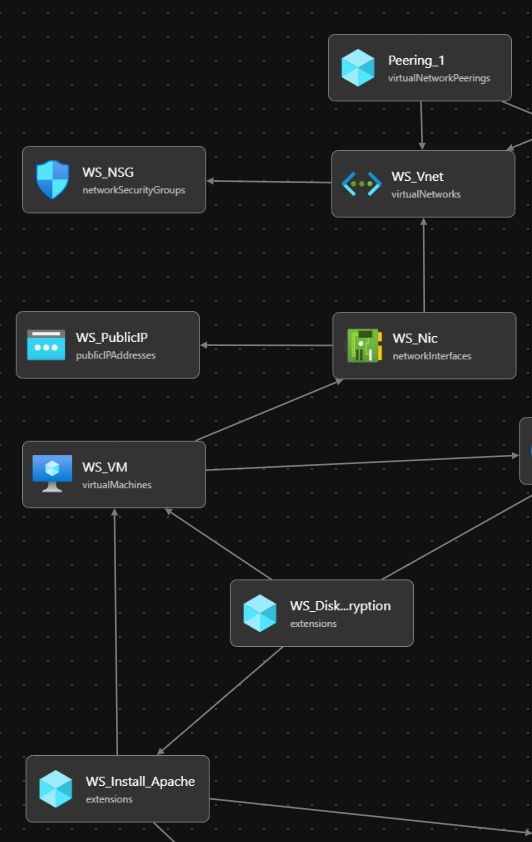 Peering_1
virtualNetworkPeerings
WS_NSG
networkSecurityGroups
WS_Vnet
virtualNetworks
WS_PublicIP
publicIPAddresses
WS_Nic
networkInterfaces
WS_VM
virtualMachines
WS_Disk...ryption
extensions
WS_Install_Apache
extensions